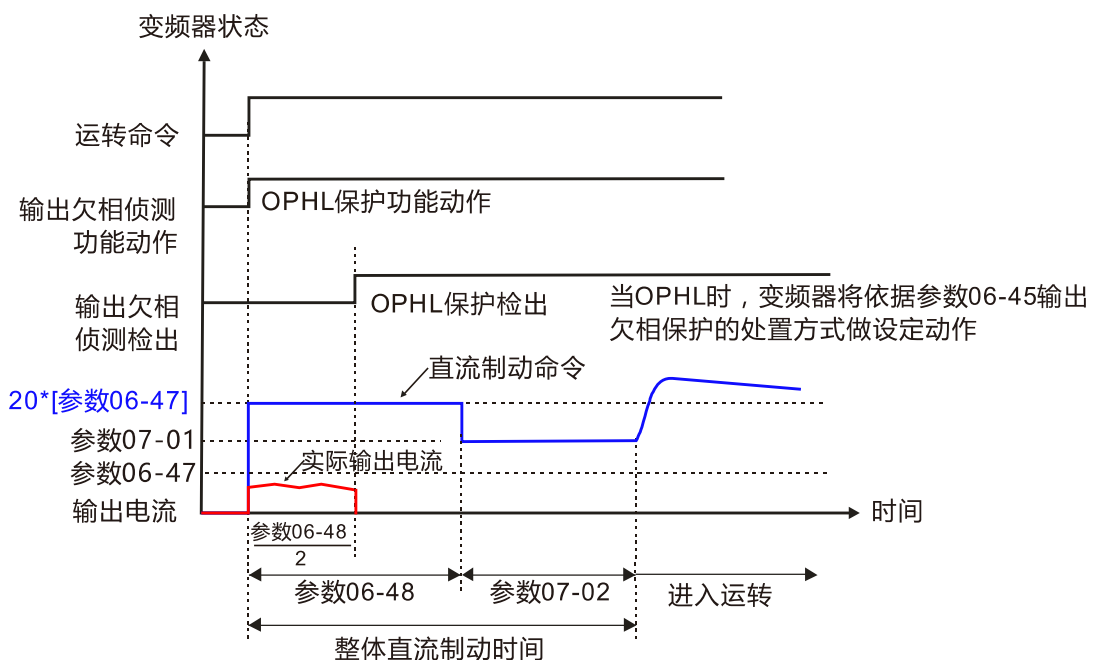 变频器状态
运转命令
输出欠相侦测
功能动作
OPHL保护功能动作
输出欠相
侦测检出
OPHL保护检出
当OPHL时，变频器将依据参数06-45输出
欠相保护的处置方式做设定动作
直流制动命令
20*[参数06-47]
参数07-01
参数06-47
实际输出电流
输出电流
时间
参数06-48
2
参数06-48
参数07-02
进入运转
整体直流制动时间